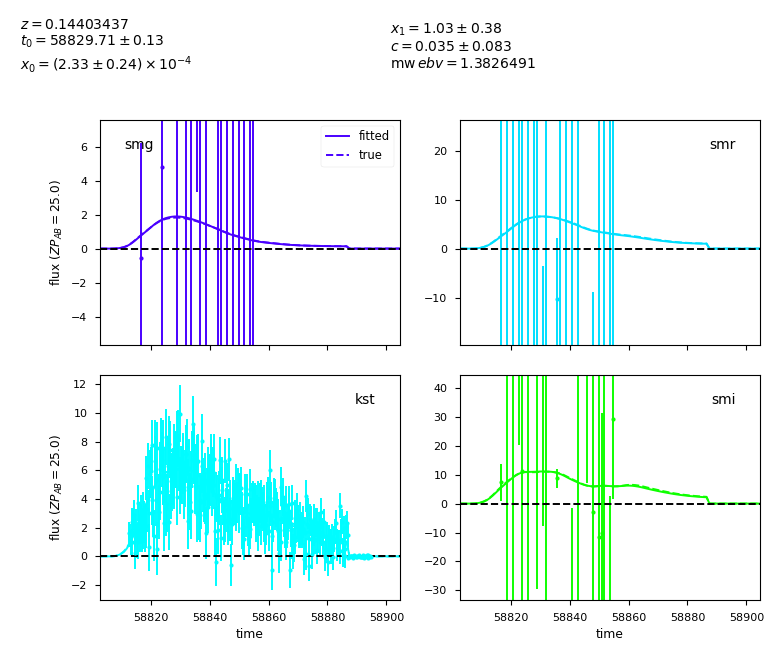 z = 0.14403437
t₀ = 58829.71 ± 0.13
x₀ = (2.33 ± 0.24) × 10⁻⁴
x₁ = 1.03 ± 0.38
c = 0.035 ± 0.083
mw ebv = 1.3826491
smg
fitted
true
6
4
2
0
−2
−4
flux (ZP_AB = 25.0)
smr
20
10
0
−10
kst
12
10
8
6
4
2
0
−2
flux (ZP_AB = 25.0)
58820 58840 58860 58880 58900
time
smi
40
30
20
10
0
−10
−20
−30
58820 58840 58860 58880 58900
time